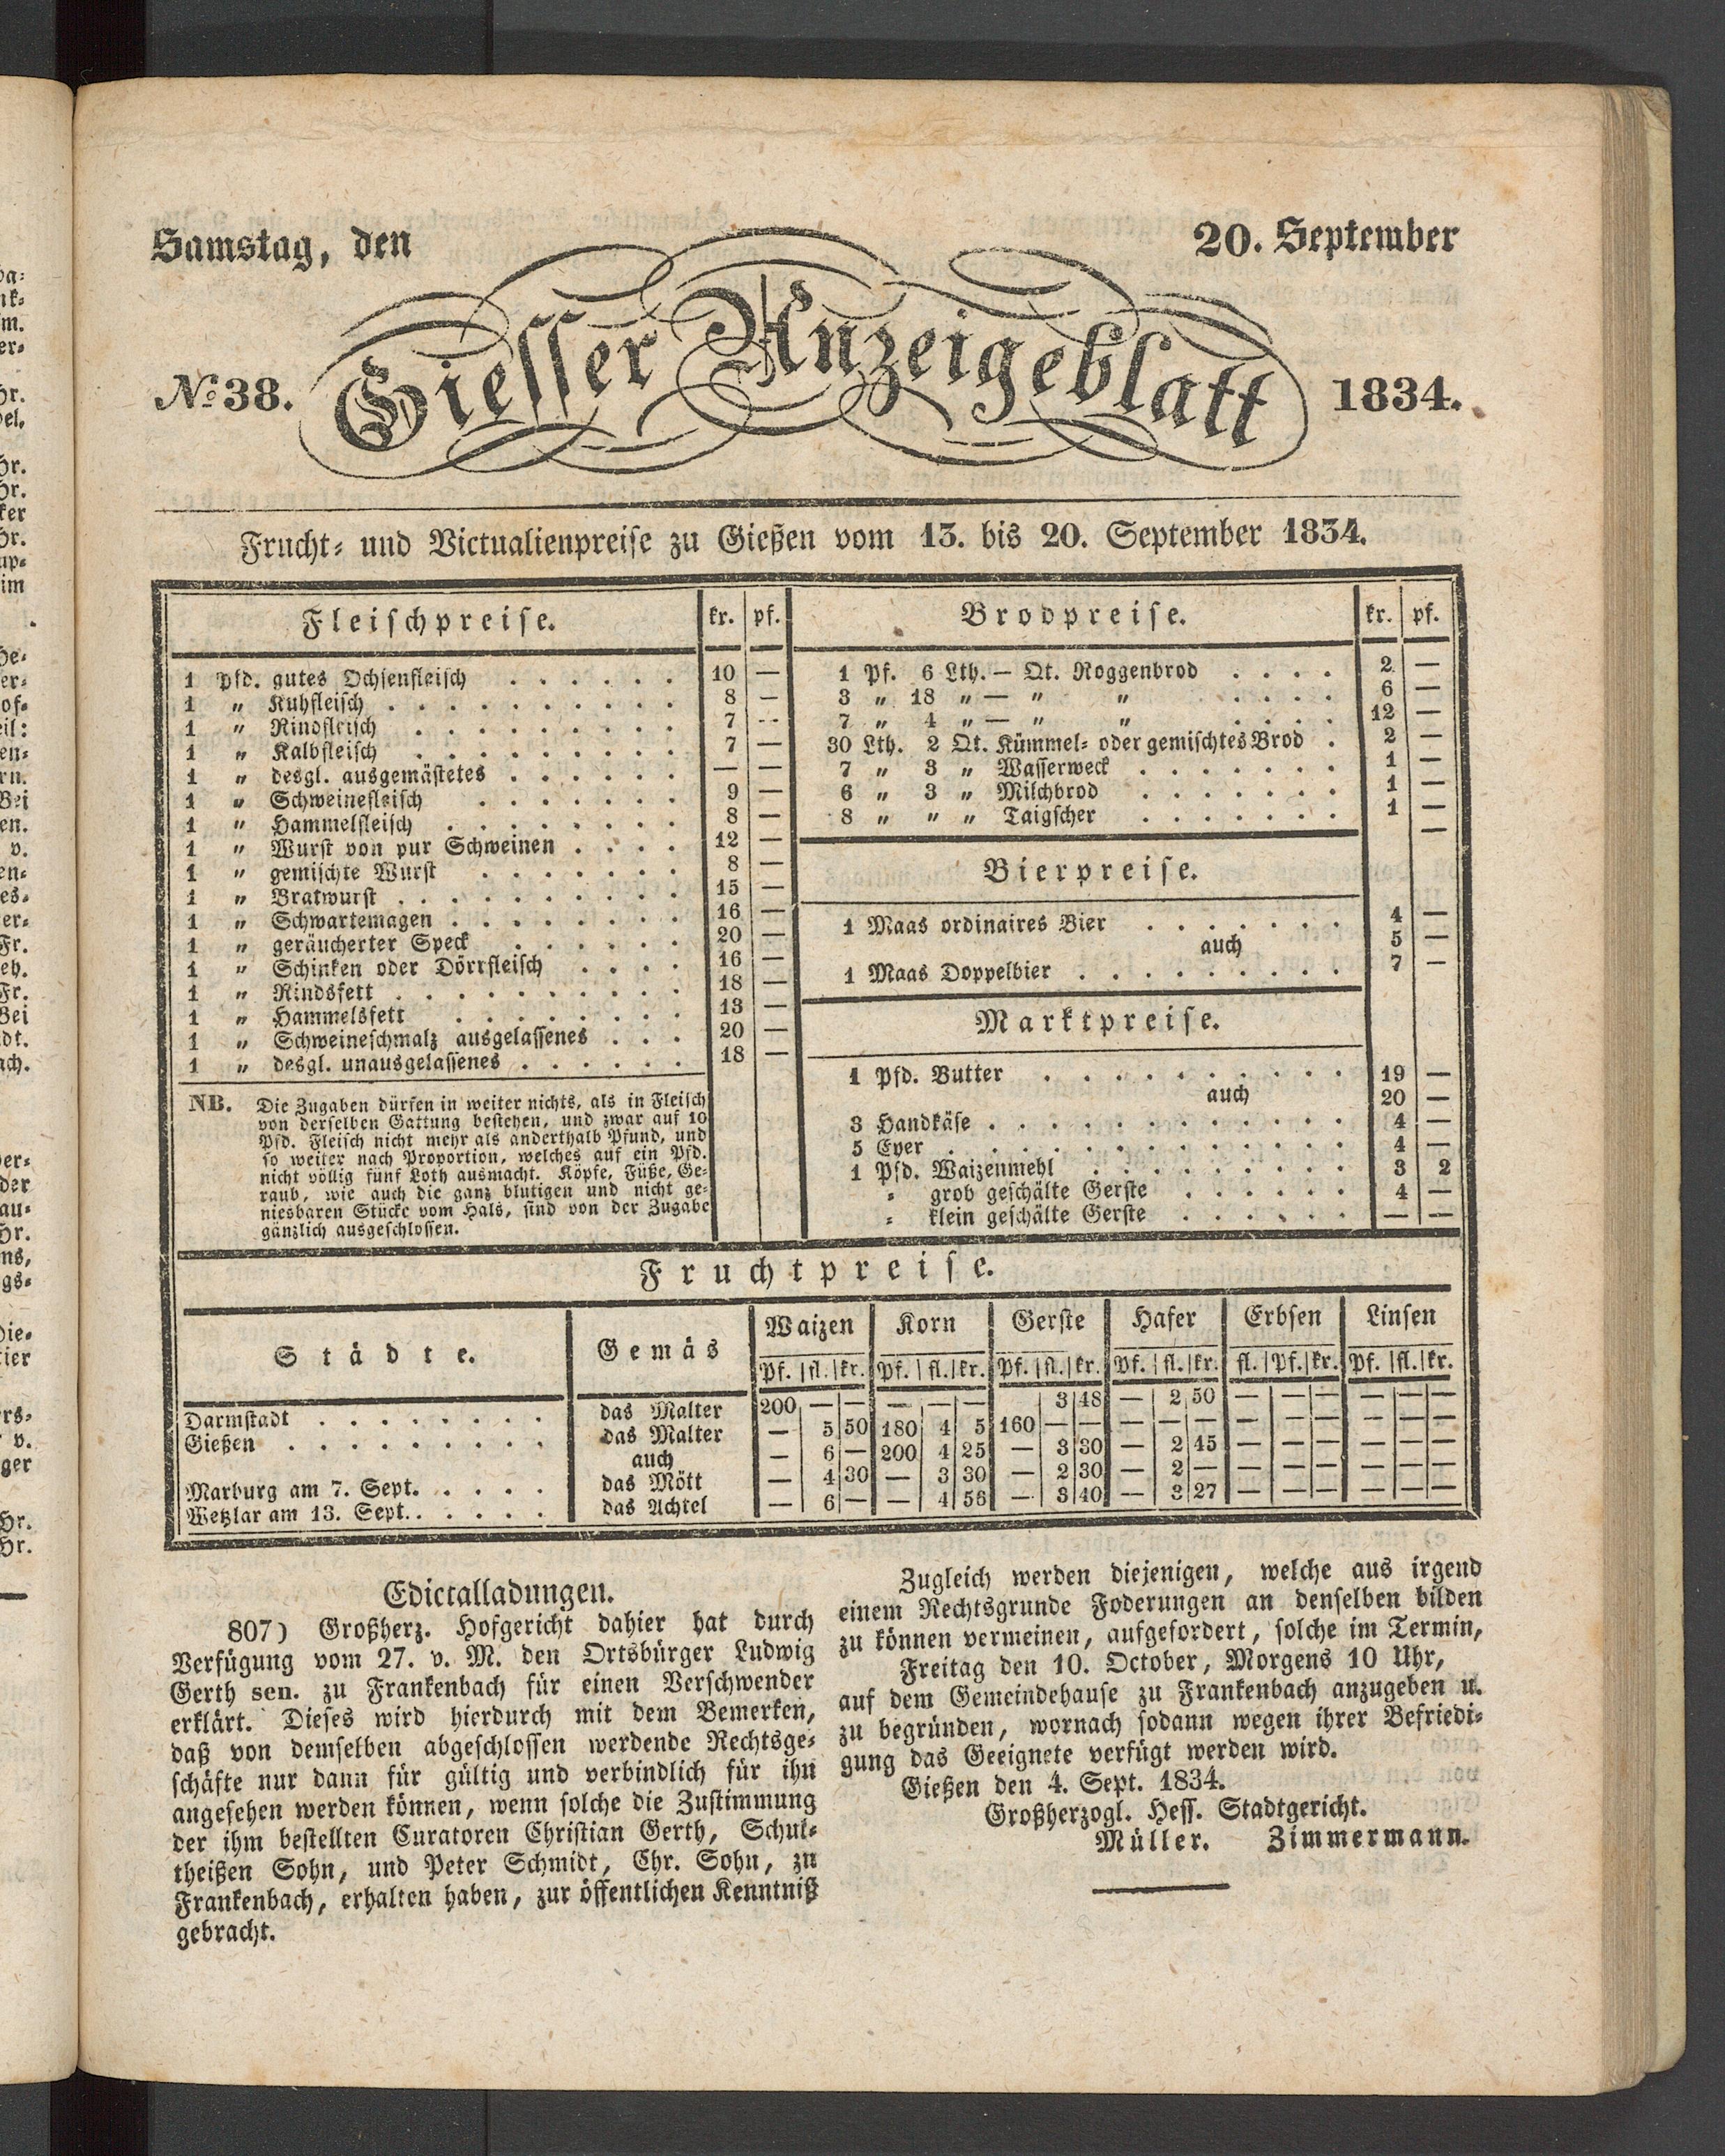 Samstag, den 20. September
No 38. Giesser Anzeigeblatt 1834.
Frucht- und Victualienpreise zu Gießen vom 13. bis 20. September 1834.
Fleischpreise. kr. pf.
1 Pfd. gutes Ochsenfleisch . . . . . . 10 —
1 „ Kuhfleisch . . . . . . . . . . 8 —
1 „ Rindfleisch . . . . . . . . . 7 —
1 „ Kalbfleisch . . . . . . . . . 7 —
1 „ desgl. ausgemästetes . . . . . . — —
1 „ Schweinefleisch . . . . . . . 9 —
1 „ Hammelfleisch . . . . . . . . 8 —
1 „ Wurst von pur Schweinen . . . . 12 —
1 „ gemischte Wurst . . . . . . . 8 —
1 „ Bratwurst . . . . . . . . . . 15 —
1 „ Schwartemagen . . . . . . . . 16 —
1 „ geräucherter Speck . . . . . . 20 —
1 „ Schinken oder Dörrfleisch . . . . 16 —
1 „ Rindsfett . . . . . . . . . . 18 —
1 „ Hammelsfett . . . . . . . . 13 —
1 „ Schweineschmalz ausgelassenes . . . 20 —
1 „ desgl. unausgelassenes . . . . . . 18 —
NB. Die Zugaben dürfen in weiter nichts, als in Fleisch
von derselben Gattung bestehen, und zwar auf 10
Pfd. Fleisch nicht mehr als anderthalb Pfund, und
so weiter nach Proportion, welches auf ein Pfd.
nicht völlig fünf Loth ausmacht. Köpfe, Füße, Ge-
raub, wie auch die ganz blutigen und nicht ge-
niesbaren Stücke vom Hals, sind von der Zugabe
gänzlich ausgeschlossen.
Brodpreise. kr. pf.
1 Pf. 6 Lth. — Qt. Roggenbrod . . . . 2 —
3 „ 18 „ — „ „ . . . . 6 —
7 „ 4 „ — „ „ . . . . 12 —
30 Lth. 2 Qt. Kümmel- oder gemischtes Brod . 2 —
7 „ 3 „ Wasserweck . . . . . . . 1 —
6 „ 3 „ Milchbrod . . . . . . . 1 —
8 „ „ „ Taigscher . . . . . . . 1 —
Bierpreise.
1 Maas ordinaires Bier . . . . . . . 4 —
auch 5 —
1 Maas Doppelbier . . . . . . . . . 7 —
Marktpreise.
1 Pfd. Butter . . . . . . . . . . 19 —
auch 20 —
3 Handkäse . . . . . . . . . . . . 4 —
5 Eyer . . . . . . . . . . . . . 4 —
1 Pfd. Waizenmehl . . . . . . . . . 3 2
- grob geschälte Gerste . . . . . . 4 —
- klein geschälte Gerste . . . . . . — —
Fruchtpreise.
Städte. Gemäs Waizen Korn Gerste Hafer Erbsen Linsen
Pf. fl. kr. Pf. fl. kr. Pf. fl. kr. Pf. fl. kr. fl. Pf. kr. Pf. fl. kr.
Darmstadt . . . . . . . . das Malter 200 — — — — — 3 48 — 2 50 — — — — — —
Gießen . . . . . . . . . das Malter — 5 50 180 4 5 160 — — — — — — — — — — —
auch — 6 — 200 4 25 — 3 30 — 2 45 — — — — — —
Marburg am 7. Sept. . . . . das Mött — 4 30 — 3 30 — 2 30 — 2 — — — — — — —
Wetzlar am 13. Sept. . . . . . das Achtel — 6 — — 4 56 — 3 40 — 3 27 — — — — — —
Edictalladungen.
807) Großherz. Hofgericht dahier hat durch
Verfügung vom 27. v. M. den Ortsbürger Ludwig
Gerth sen. zu Frankenbach für einen Verschwender
erklärt. Dieses wird hierdurch mit dem Bemerken,
daß von demselben abgeschlossen werdende Rechtsge-
schäfte nur dann für gültig und verbindlich für ihn
angesehen werden können, wenn solche die Zustimmung
der ihm bestellten Curatoren Christian Gerth, Schul-
theißen Sohn, und Peter Schmidt, Chr. Sohn, zu
Frankenbach, erhalten haben, zur öffentlichen Kenntniß
gebracht.
Zugleich werden diejenigen, welche aus irgend
einem Rechtsgrunde Foderungen an denselben bilden
zu können vermeinen, aufgefordert, solche im Termin,
Freitag den 10. October, Morgens 10 Uhr,
auf dem Gemeindehause zu Frankenbach anzugeben u.
zu begründen, wornach sodann wegen ihrer Befriedi-
gung das Geeignete verfügt werden wird.
Gießen den 4. Sept. 1834.
Großherzogl. Hess. Stadtgericht.
Müller. Zimmermann.